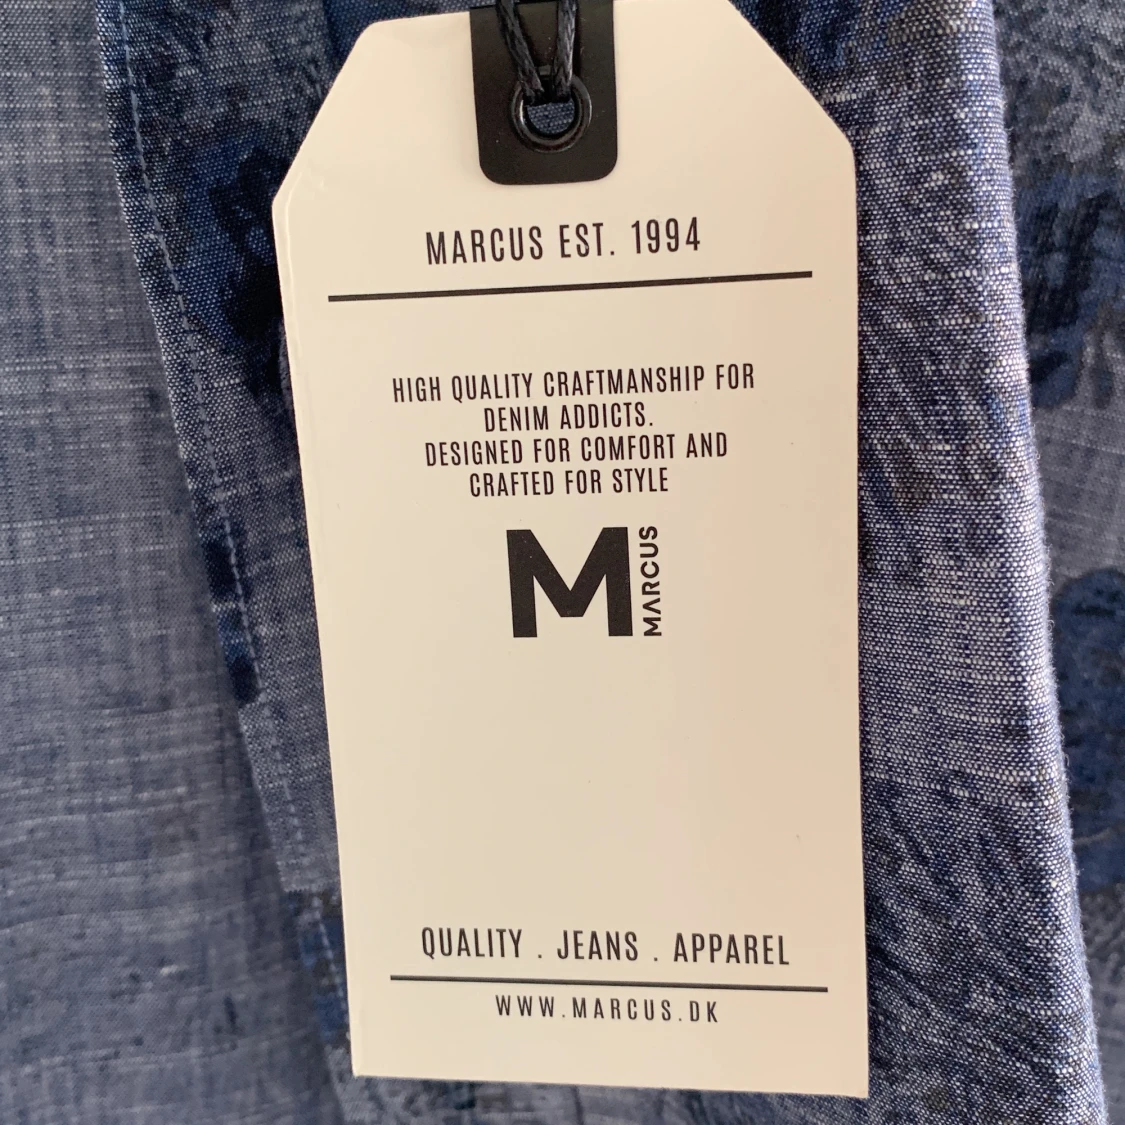 MARCUS EST. 1994
HIGH QUALITY CRAFTMANSHIP FOR
DENIM ADDICTS.
DESIGNED FOR COMFORT AND
CRAFTED FOR STYLE
M MARCUS
QUALITY . JEANS . APPAREL
WWW.MARCUS.DK